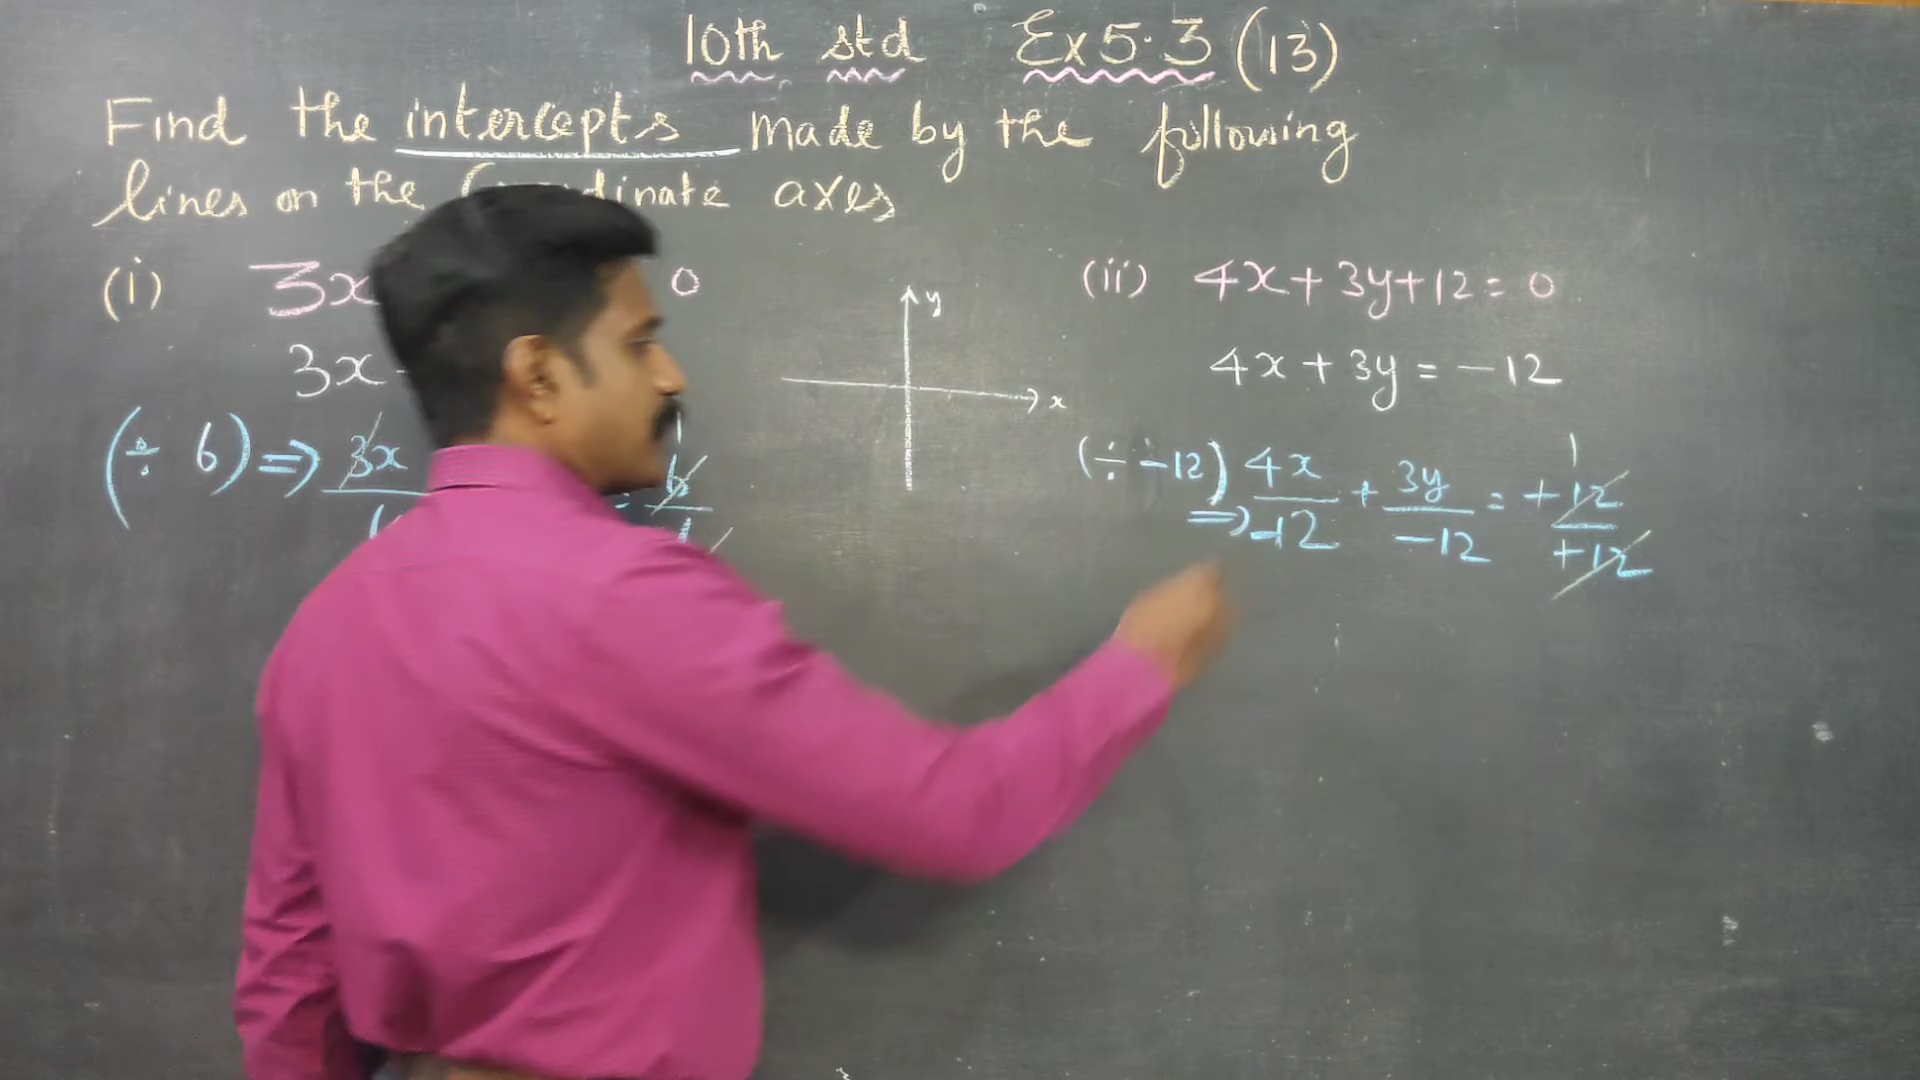 10th std Ex 5.3 (13)
Find the intercepts made by the following
lines on the axes
(i) 3x 0
3x
(÷ 6) => 3x = 6
y
x
(ii) 4x + 3y + 12 = 0
4x + 3y = -12
1
(÷ -12) 4x/-12 + 3y/-12 = +12/+12
=>